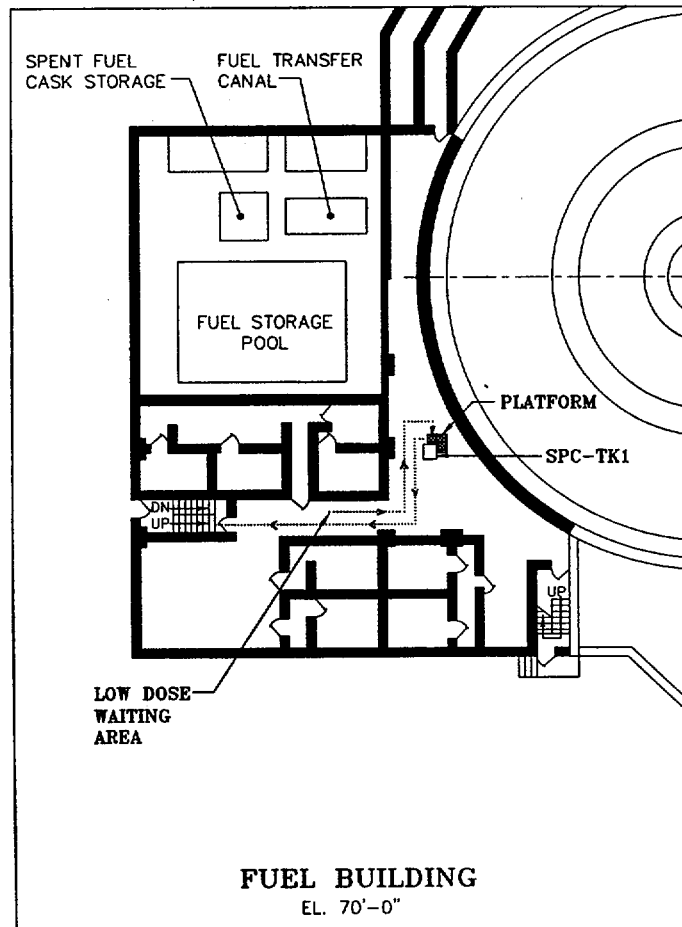 SPENT FUEL
CASK STORAGE
FUEL TRANSFER
CANAL
FUEL STORAGE
POOL
PLATFORM
SPC-TK1
DN
UP
UP
LOW DOSE
WAITING
AREA
FUEL BUILDING
EL. 70'-0"